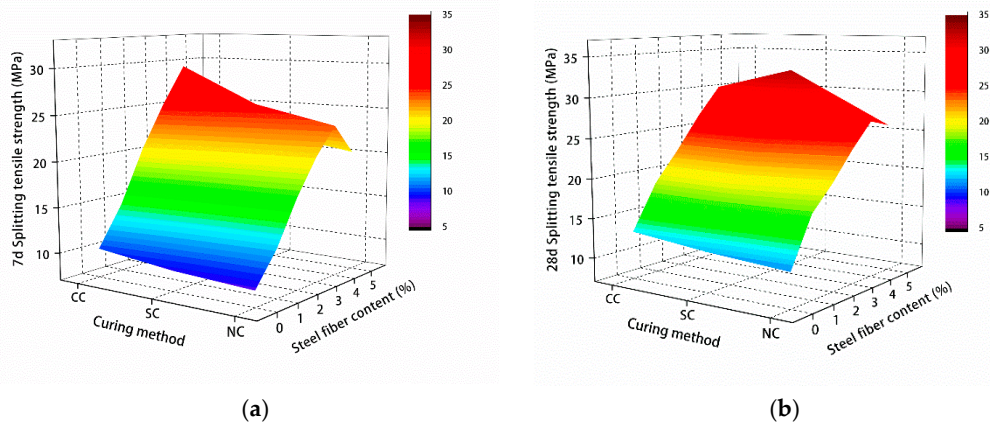 7d Splitting tensile strength (MPa)
30
25
20
15
10
CC
SC
NC
Curing method
0
1
2
3
4
5
Steel fiber content (%)
35
30
25
20
15
10
5
(a)
28d Splitting tensile strength (MPa)
35
30
25
20
15
10
CC
SC
NC
Curing method
0
1
2
3
4
5
Steel fiber content (%)
35
30
25
20
15
10
5
(b)